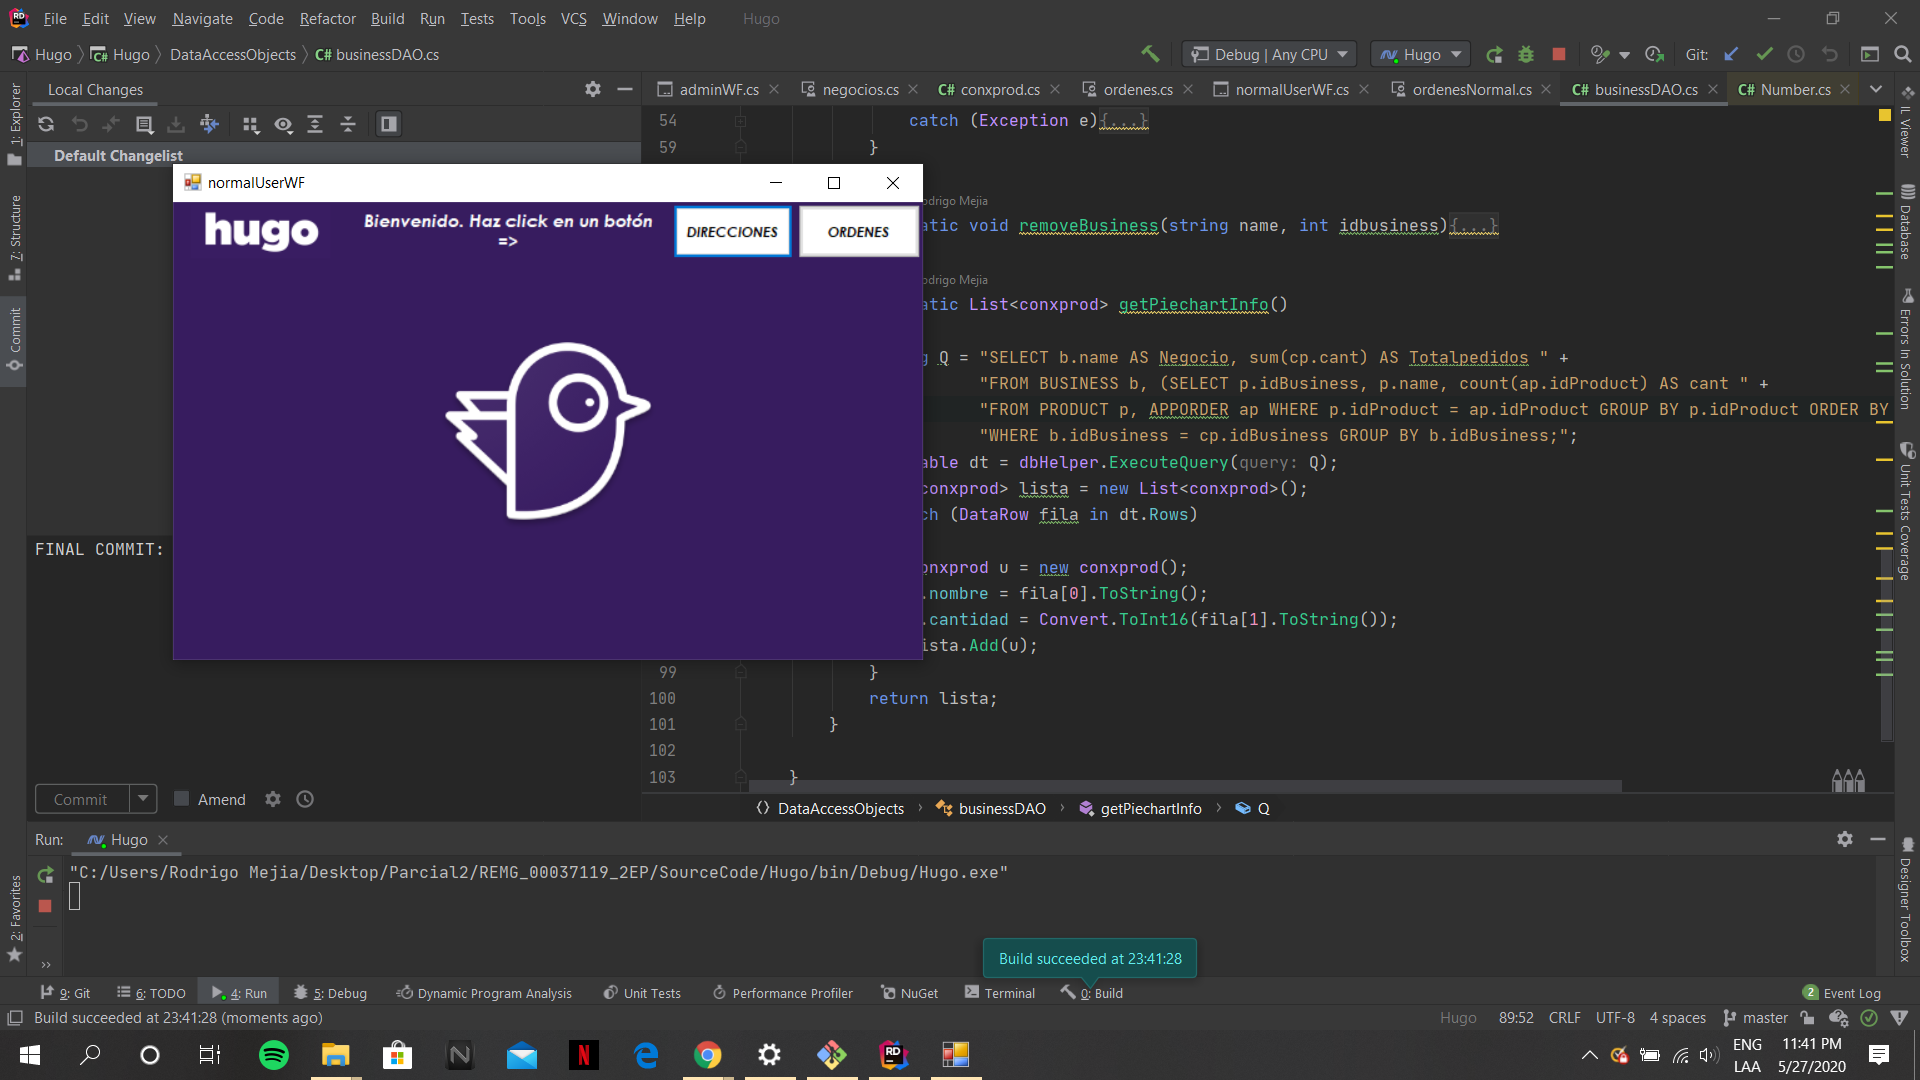 File Edit View Navigate Code Refactor Build Run Tests Tools VCS Window Help Hugo
Hugo Hugo DataAccessObjects C# businessDAO.cs
Debug | Any CPU Hugo Git:
Local Changes
adminWF.cs negocios.cs C# conxprod.cs ordenes.cs normalUserWF.cs ordenesNormal.cs C# businessDAO.cs C# Number.cs
Default Changelist
FINAL COMMIT:
Commit Amend
1: Explorer
7: Structure
Commit
2: Favorites
normalUserWF
hugo
Bienvenido. Haz click en un botón
=>
DIRECCIONES
ORDENES
54 catch (Exception e){...}
59 }
odrigo Mejia
atic void removeBusiness(string name, int idbusiness){...}
odrigo Mejia
atic List<conxprod> getPiechartInfo()
g Q = "SELECT b.name AS Negocio, sum(cp.cant) AS Totalpedidos " +
"FROM BUSINESS b, (SELECT p.idBusiness, p.name, count(ap.idProduct) AS cant " +
"FROM PRODUCT p, APPORDER ap WHERE p.idProduct = ap.idProduct GROUP BY p.idProduct ORDER BY
"WHERE b.idBusiness = cp.idBusiness GROUP BY b.idBusiness;";
able dt = dbHelper.ExecuteQuery(query: Q);
conxprod> lista = new List<conxprod>();
ch (DataRow fila in dt.Rows)
onxprod u = new conxprod();
.nombre = fila[0].ToString();
.cantidad = Convert.ToInt16(fila[1].ToString());
ista.Add(u);
99 }
100 return lista;
101 }
102
103 }
DataAccessObjects businessDAO getPiechartInfo Q
IL Viewer
Database
Errors In Solution
Unit Tests Coverage
Designer Toolbox
Run: Hugo
"C:/Users/Rodrigo Mejia/Desktop/Parcial2/REMG_00037119_2EP/SourceCode/Hugo/bin/Debug/Hugo.exe"
Build succeeded at 23:41:28
9: Git 6: TODO 4: Run 5: Debug Dynamic Program Analysis Unit Tests Performance Profiler NuGet Terminal 0: Build 2 Event Log
Build succeeded at 23:41:28 (moments ago) Hugo 89:52 CRLF UTF-8 4 spaces master
ENG 11:41 PM
LAA 5/27/2020